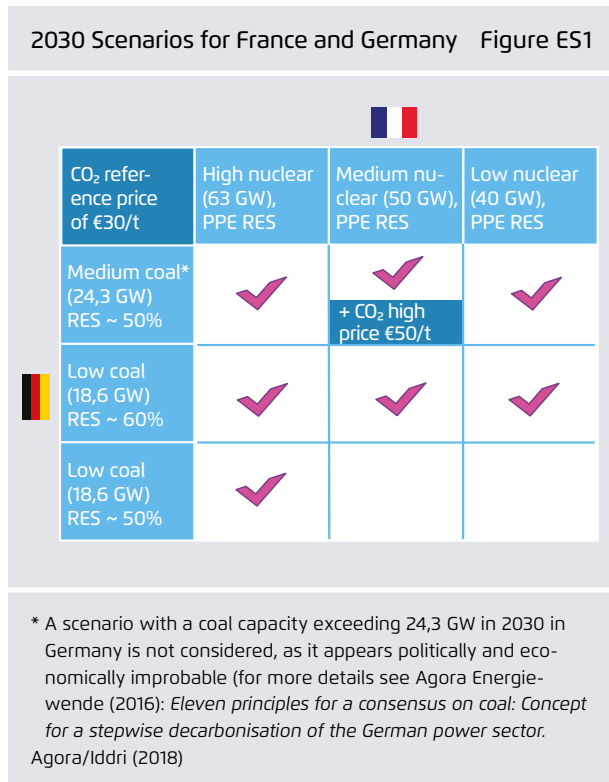 2030 Scenarios for France and Germany Figure ES1
CO₂ refer-
ence price
of €30/t
High nuclear
(63 GW),
PPE RES
Medium nu-
clear (50 GW),
PPE RES
Low nuclear
(40 GW),
PPE RES
Medium coal*
(24,3 GW)
RES ~ 50%
+ CO₂ high
price €50/t
Low coal
(18,6 GW)
RES ~ 60%
Low coal
(18,6 GW)
RES ~ 50%
* A scenario with a coal capacity exceeding 24,3 GW in 2030 in
Germany is not considered, as it appears politically and eco-
nomically improbable (for more details see Agora Energie-
wende (2016): Eleven principles for a consensus on coal: Concept
for a stepwise decarbonisation of the German power sector.
Agora/Iddri (2018)